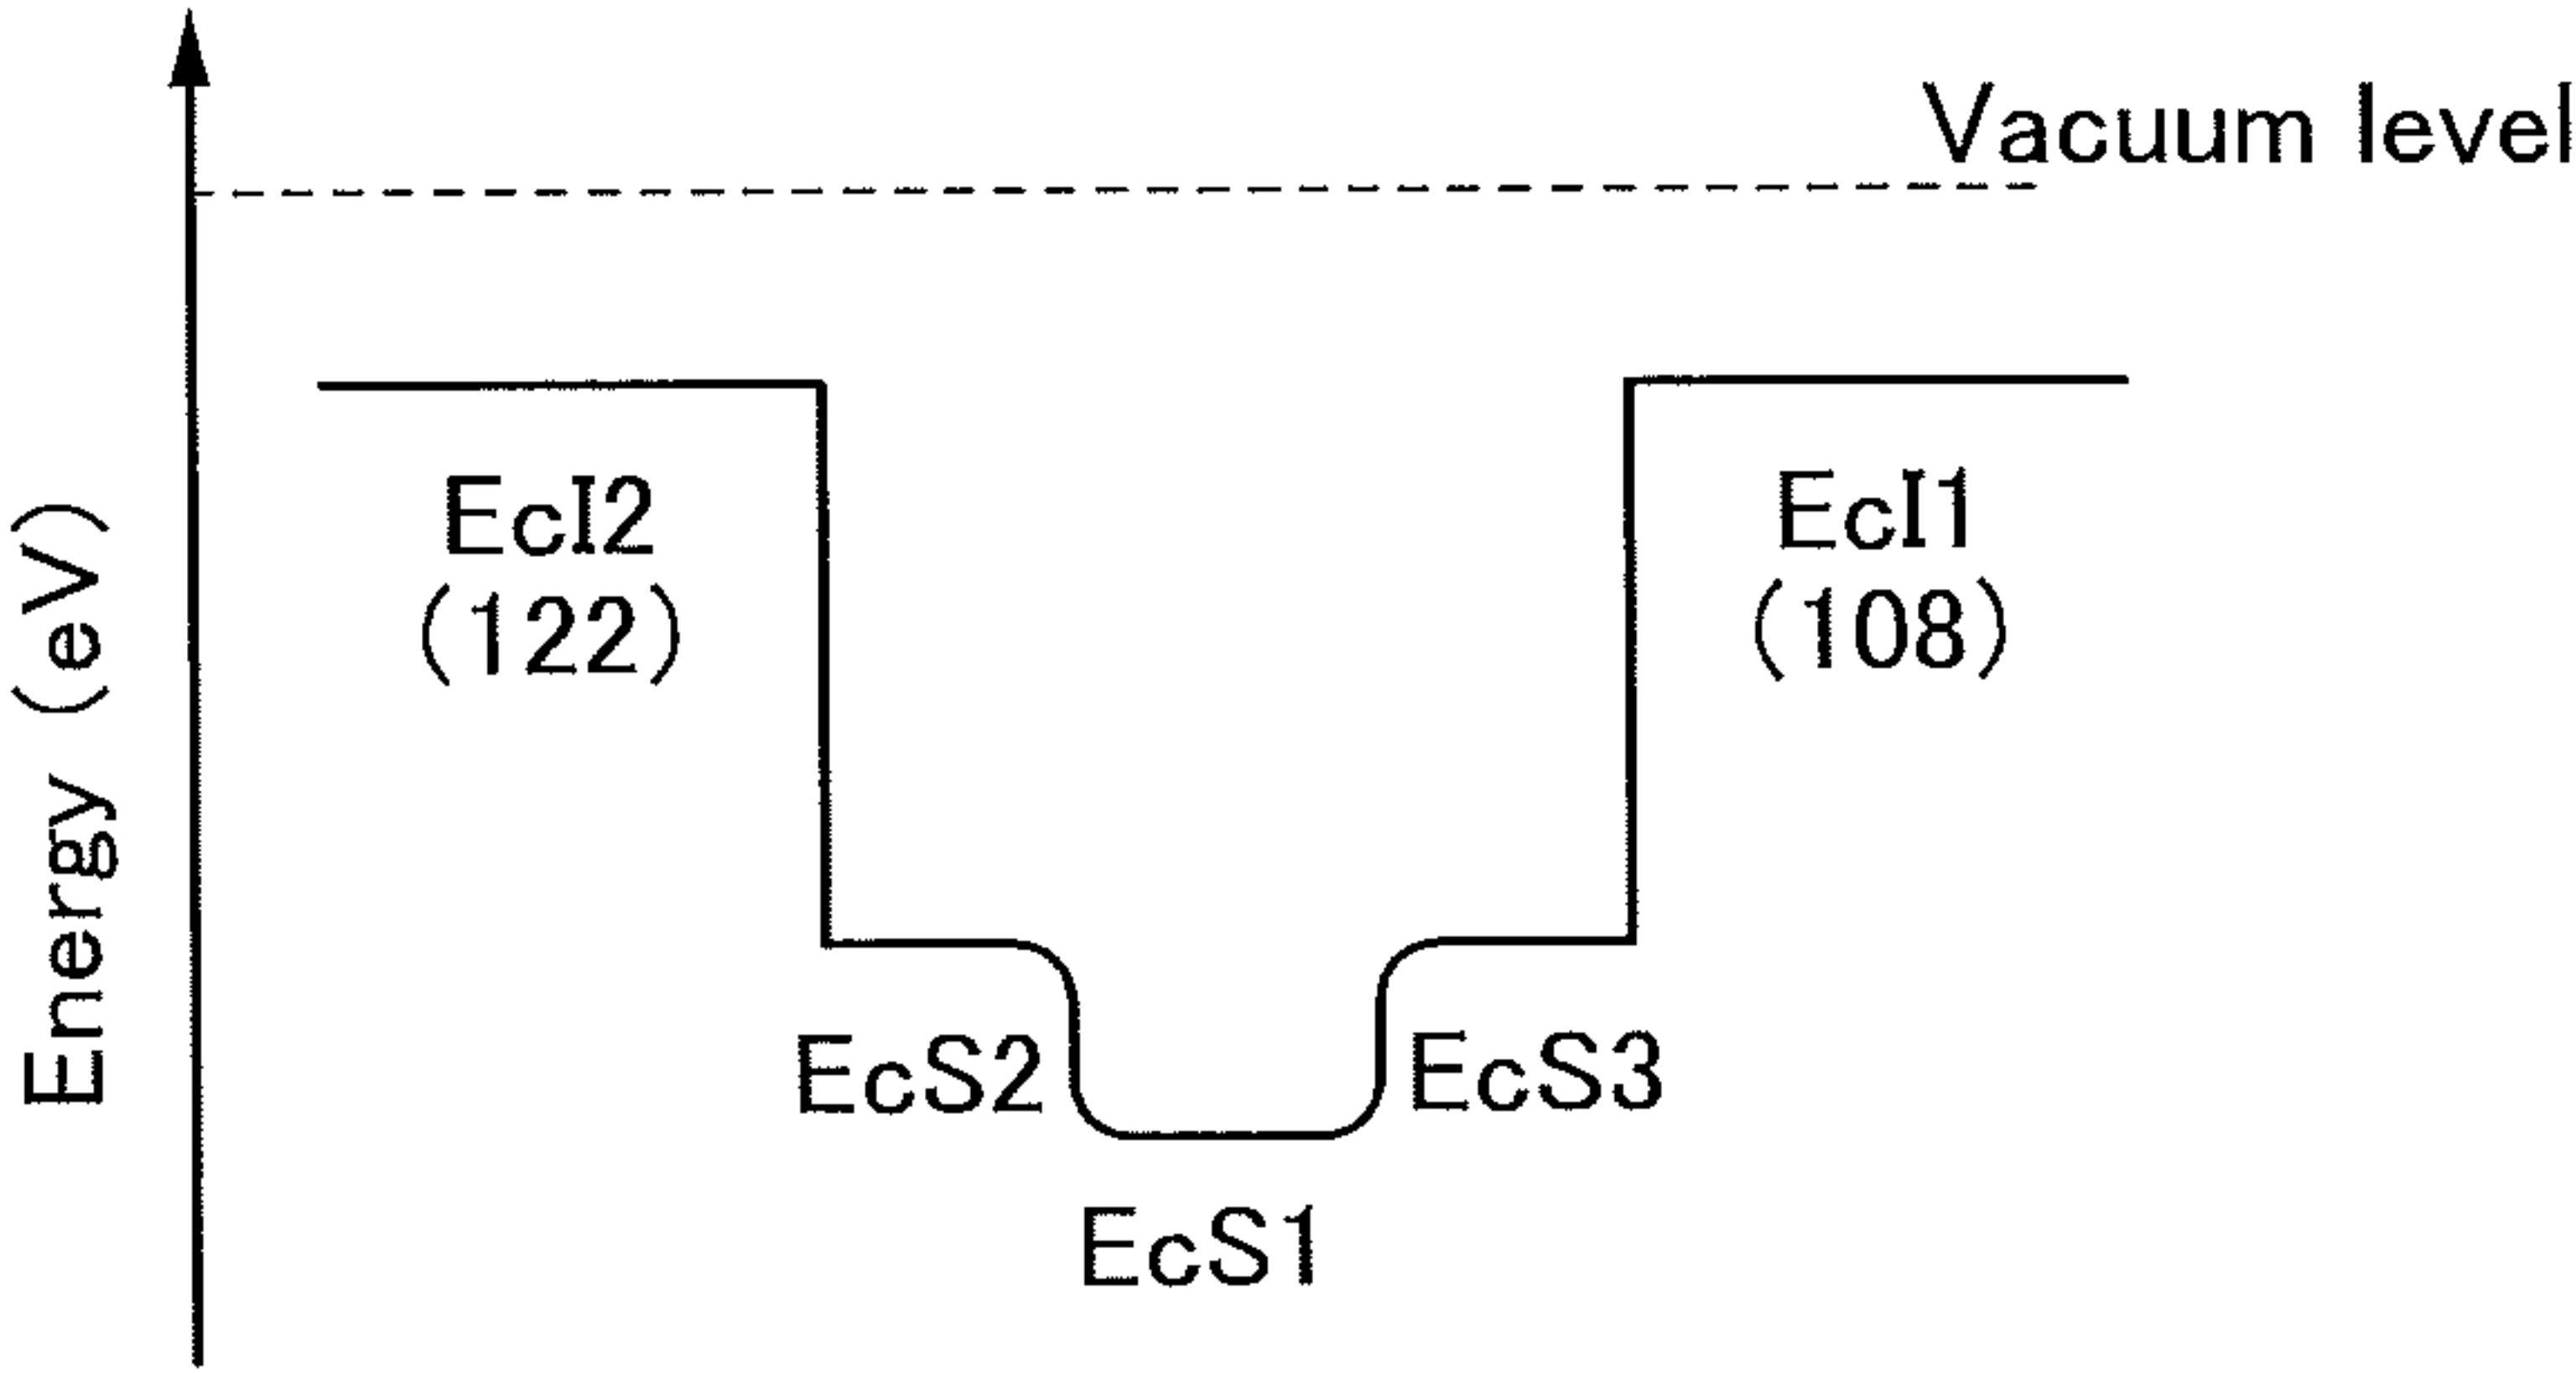 Vacuum level
Energy (eV)
EcI2
(122)
EcI1
(108)
EcS2
EcS3
EcS1